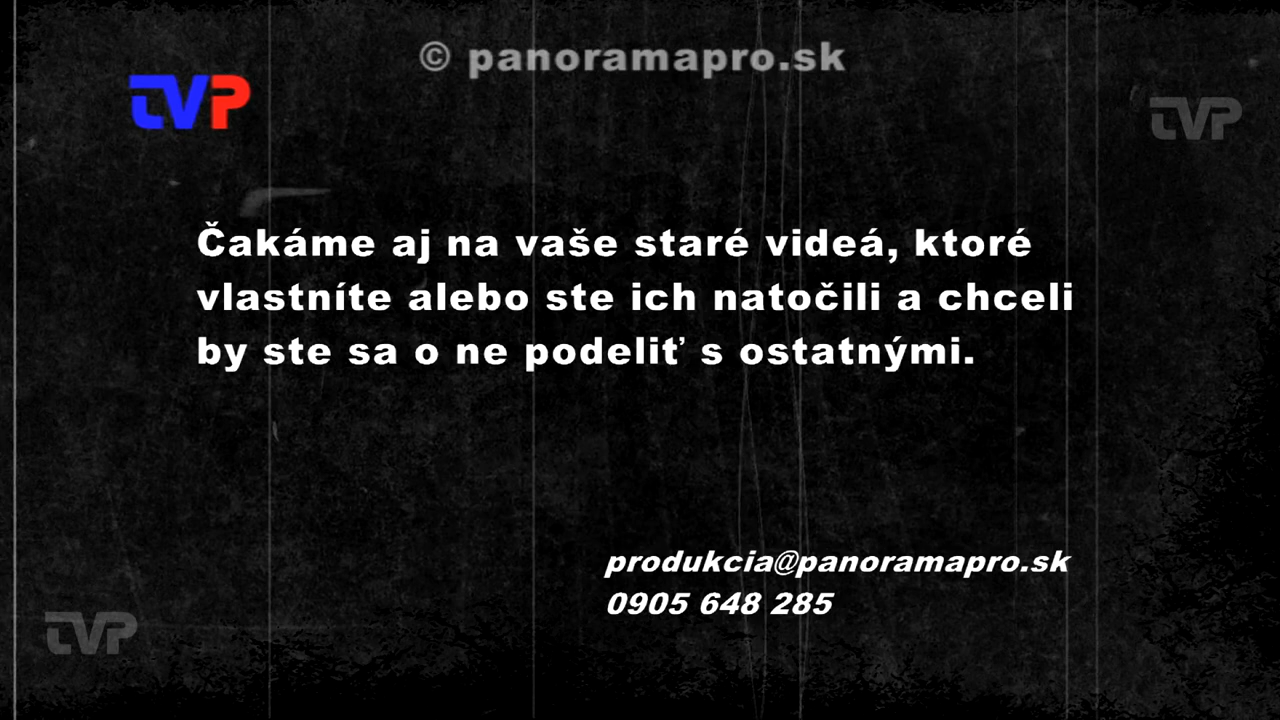 © panoramapro.sk
TVP
TVP
Čakáme aj na vaše staré videá, ktoré
vlastníte alebo ste ich natočili a chceli
by ste sa o ne podeliť s ostatnými.
produkcia@panoramapro.sk
0905 648 285
TVP